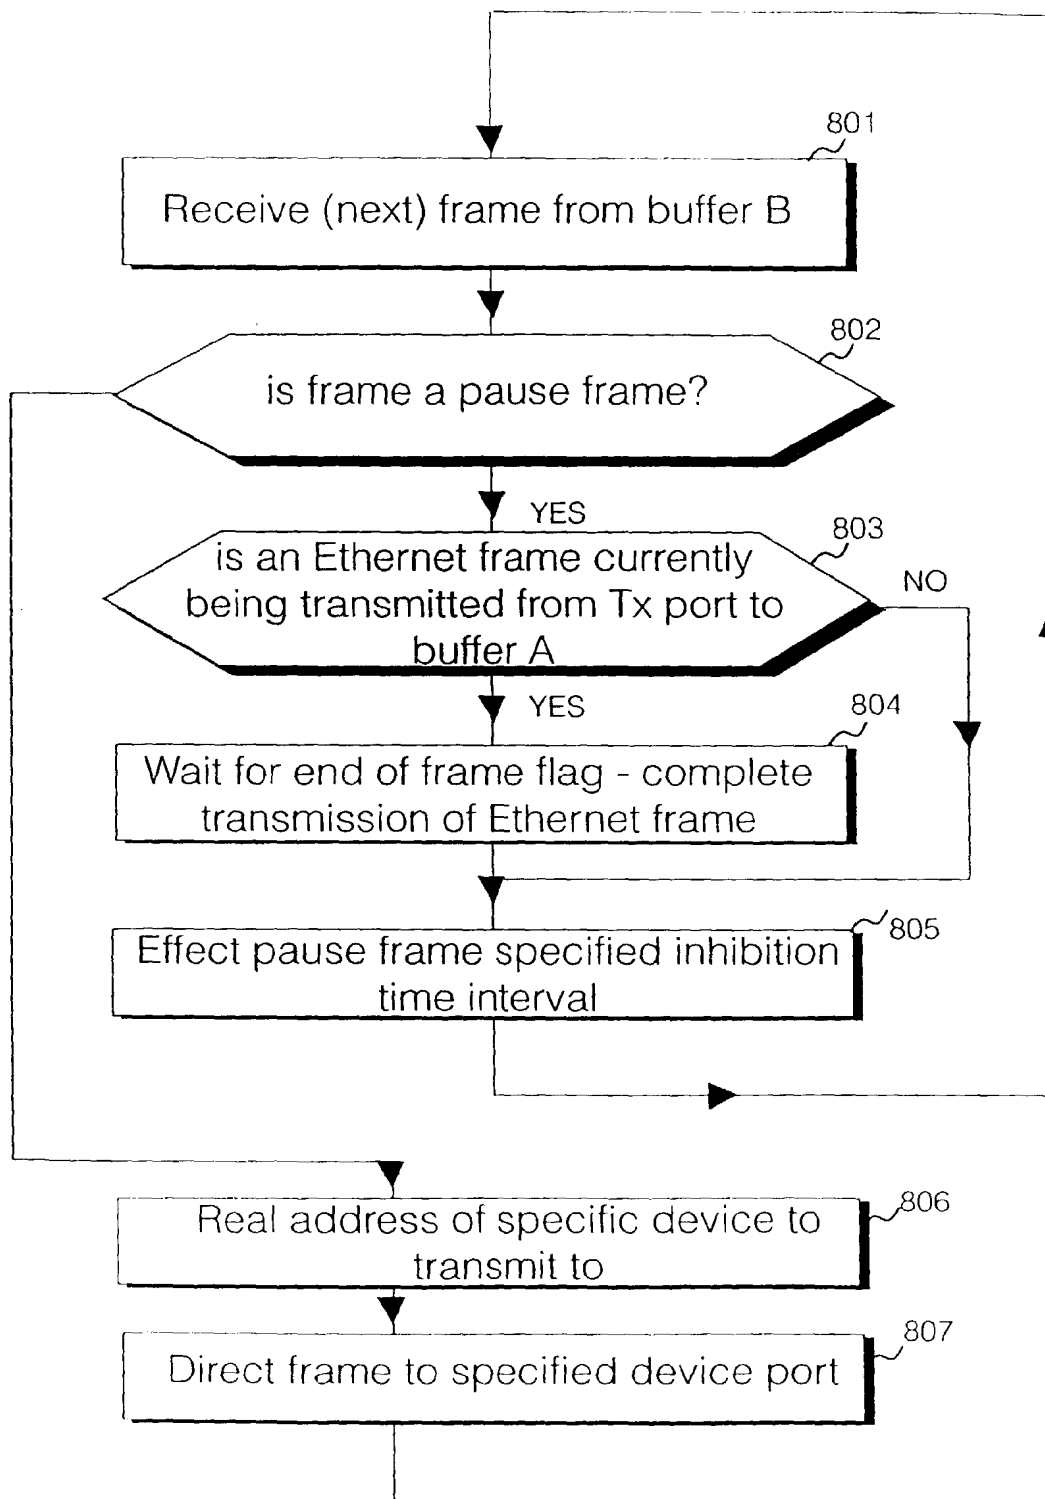 801
Receive (next) frame from buffer B
802
is frame a pause frame?
YES
803
is an Ethernet frame currently
being transmitted from Tx port to
buffer A
NO
YES
804
Wait for end of frame flag - complete
transmission of Ethernet frame
805
Effect pause frame specified inhibition
time interval
806
Real address of specific device to
transmit to
807
Direct frame to specified device port